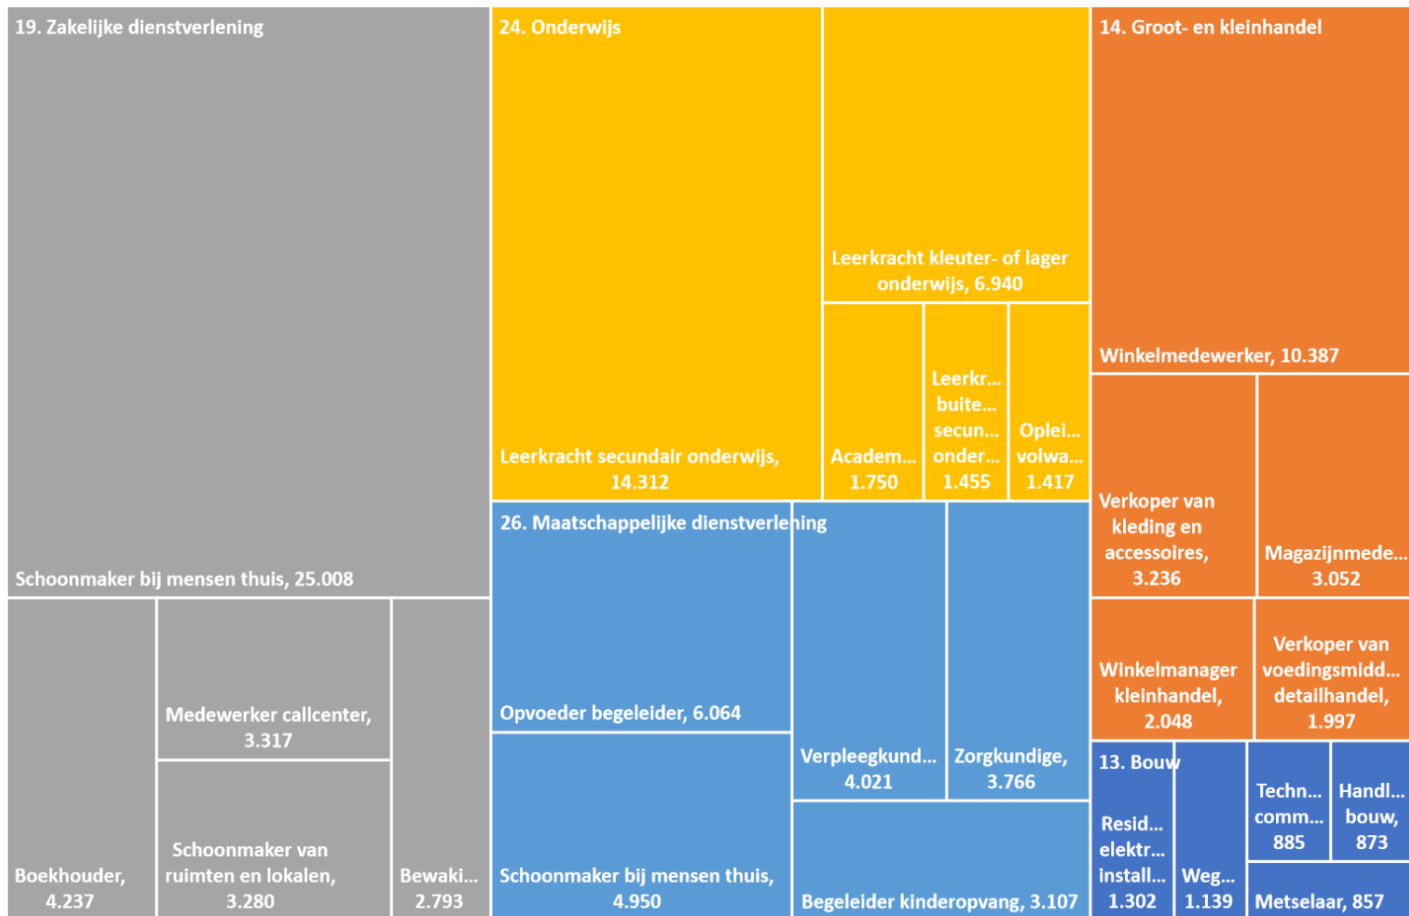 19. Zakelijke dienstverlening
Schoonmaker bij mensen thuis, 25.008
Boekhouder,
4.237
Medewerker callcenter,
3.317
Schoonmaker van
ruimten en lokalen,
3.280
Bewaki...
2.793
24. Onderwijs
Leerkracht secundair onderwijs,
14.312
Leerkracht kleuter- of lager
onderwijs, 6.940
Academ...
1.750
Leerkr...
buite...
secun...
onder...
1.455
Oplei...
volwa...
1.417
26. Maatschappelijke dienstverlening
Opvoeder begeleider, 6.064
Schoonmaker bij mensen thuis,
4.950
Verpleegkund...
4.021
Zorgkundige,
3.766
Begeleider kinderopvang, 3.107
14. Groot- en kleinhandel
Winkelmedewerker, 10.387
Verkoper van
kleding en
accessoires,
3.236
Magazijnmede...
3.052
Winkelmanager
kleinhandel,
2.048
Verkoper van
voedingsmidd...
detailhandel,
1.997
13. Bouw
Resid...
elektr...
install...
1.302
Weg...
1.139
Techn...
comm...
885
Handl...
bouw,
873
Metselaar, 857